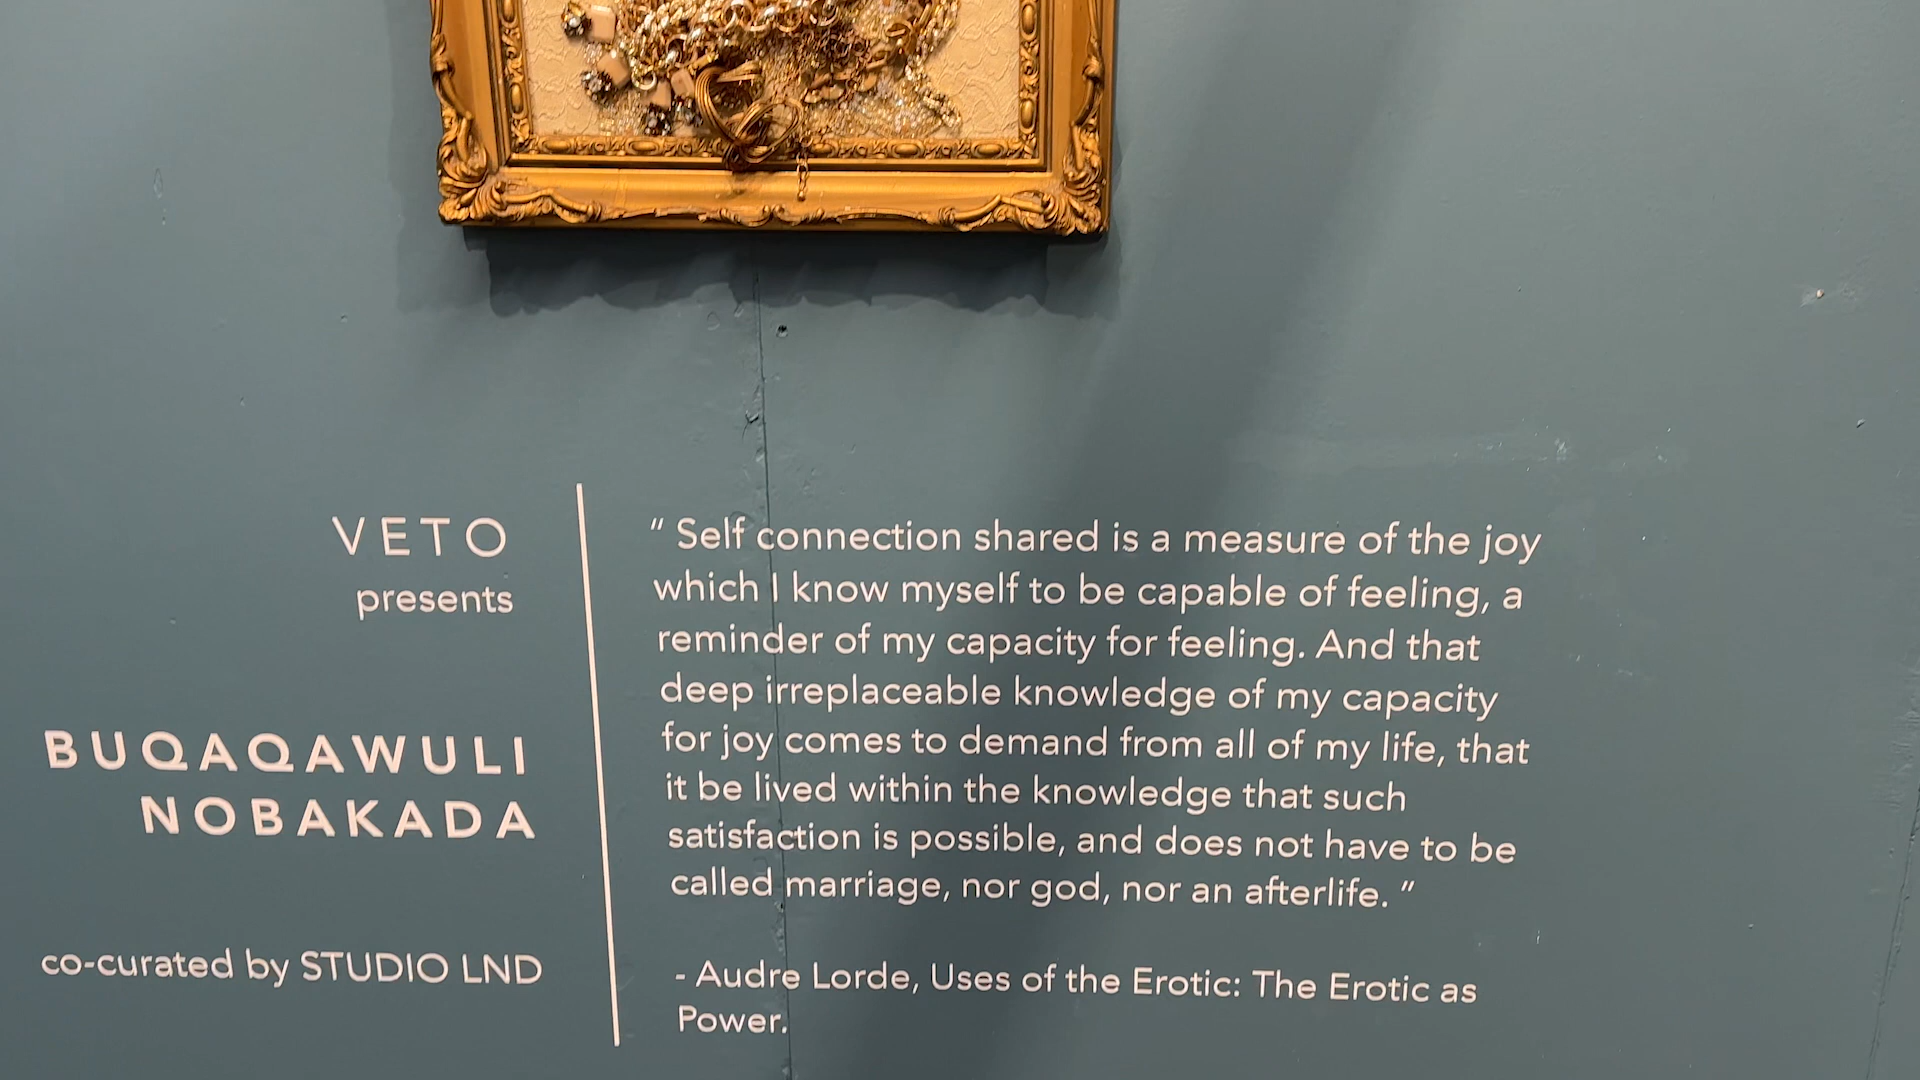 VETO
presents
BUQAQAWULI
NOBAKADA
co-curated by STUDIO LND
“ Self connection shared is a measure of the joy
which I know myself to be capable of feeling, a
reminder of my capacity for feeling. And that
deep irreplaceable knowledge of my capacity
for joy comes to demand from all of my life, that
it be lived within the knowledge that such
satisfaction is possible, and does not have to be
called marriage, nor god, nor an afterlife. ”
- Audre Lorde, Uses of the Erotic: The Erotic as
Power.